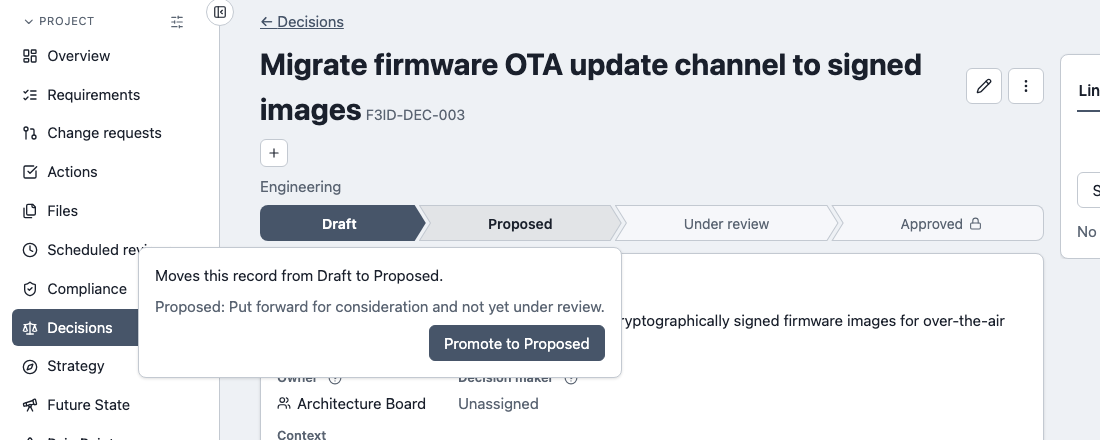 PROJECT
Overview
Requirements
Change requests
Actions
Files
Scheduled
Compliance
Decisions
Strategy
Future State
← Decisions
Migrate firmware OTA update channel to signed
images F3ID-DEC-003
+
Engineering
Draft
Proposed
Under review
Approved
Moves this record from Draft to Proposed.
Proposed: Put forward for consideration and not yet under review.
Promote to Proposed
signed firmware images for over-the-air
Owner
Decision maker
Architecture Board
Unassigned
Context
No